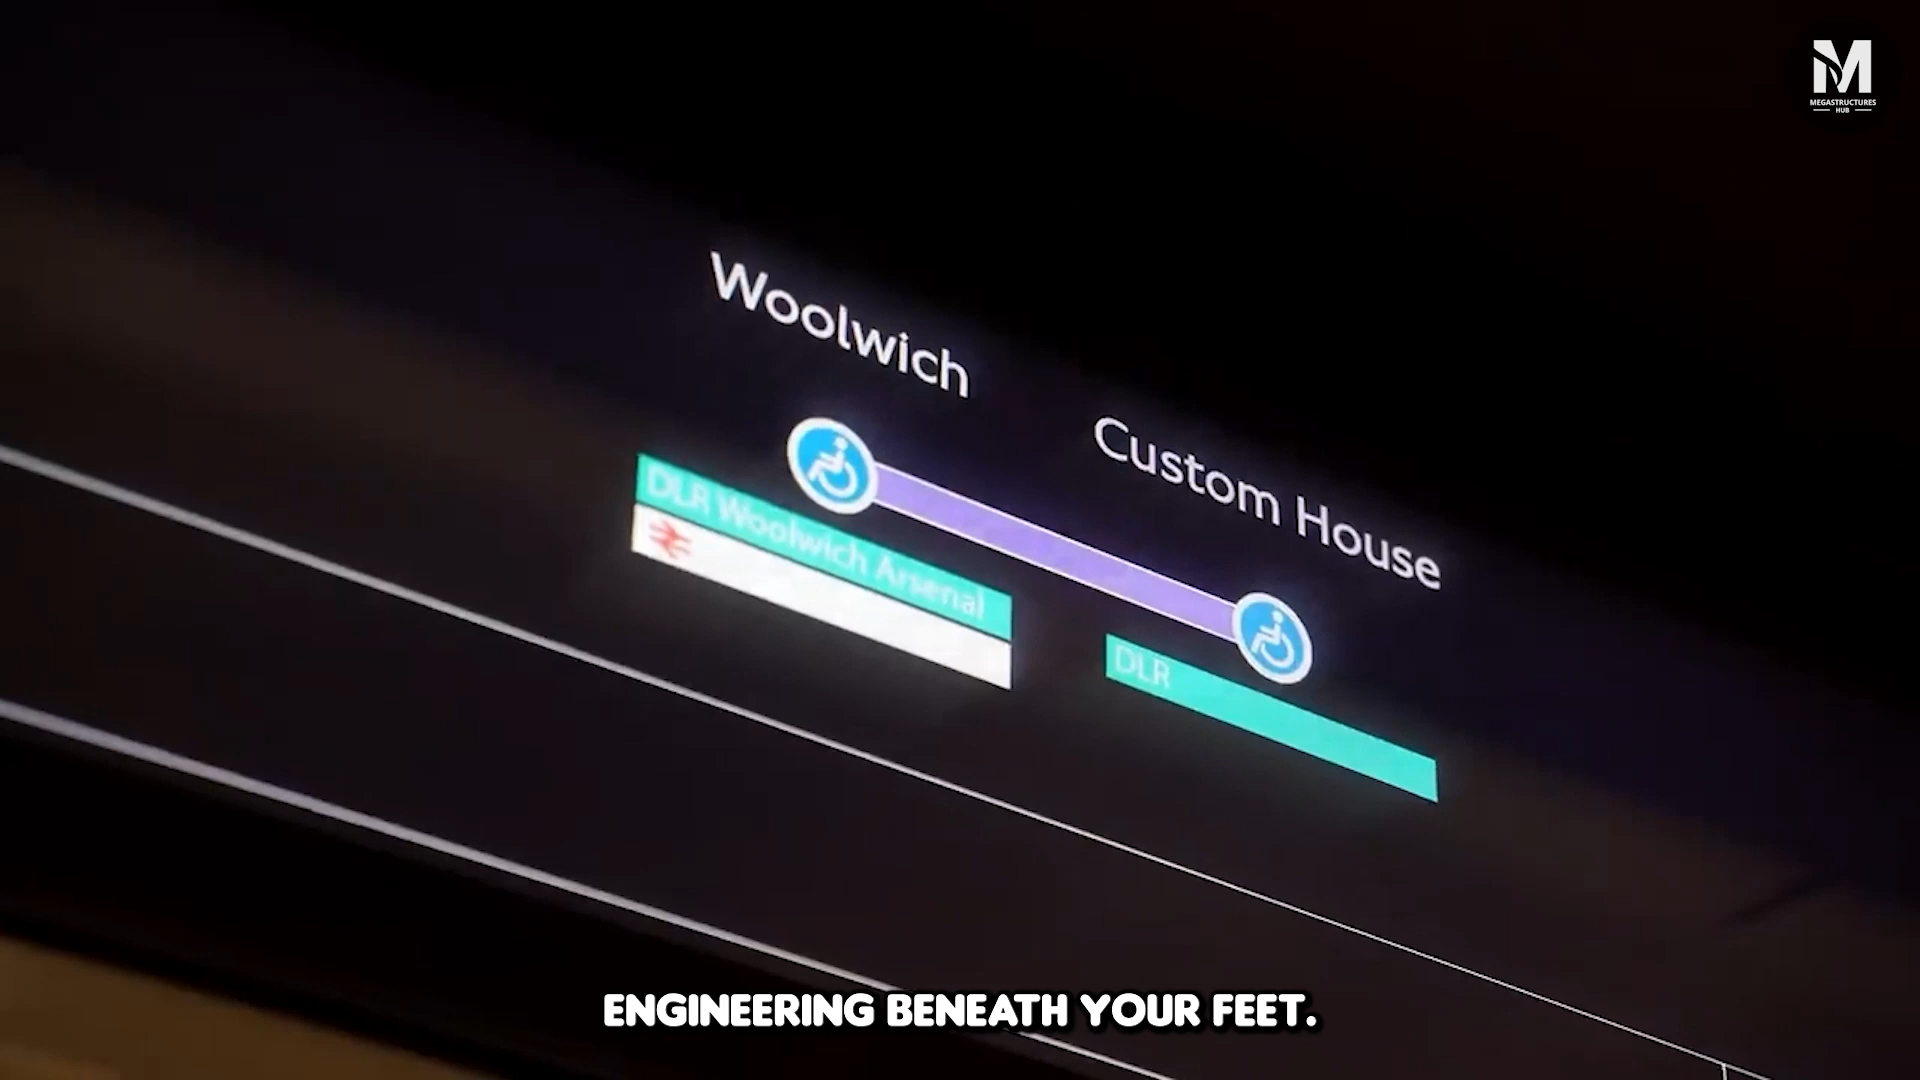 M
MEGASTRUCTURES
HUB
Woolwich
Custom House
DLR Woolwich Arsenal
DLR
ENGINEERING BENEATH YOUR FEET.